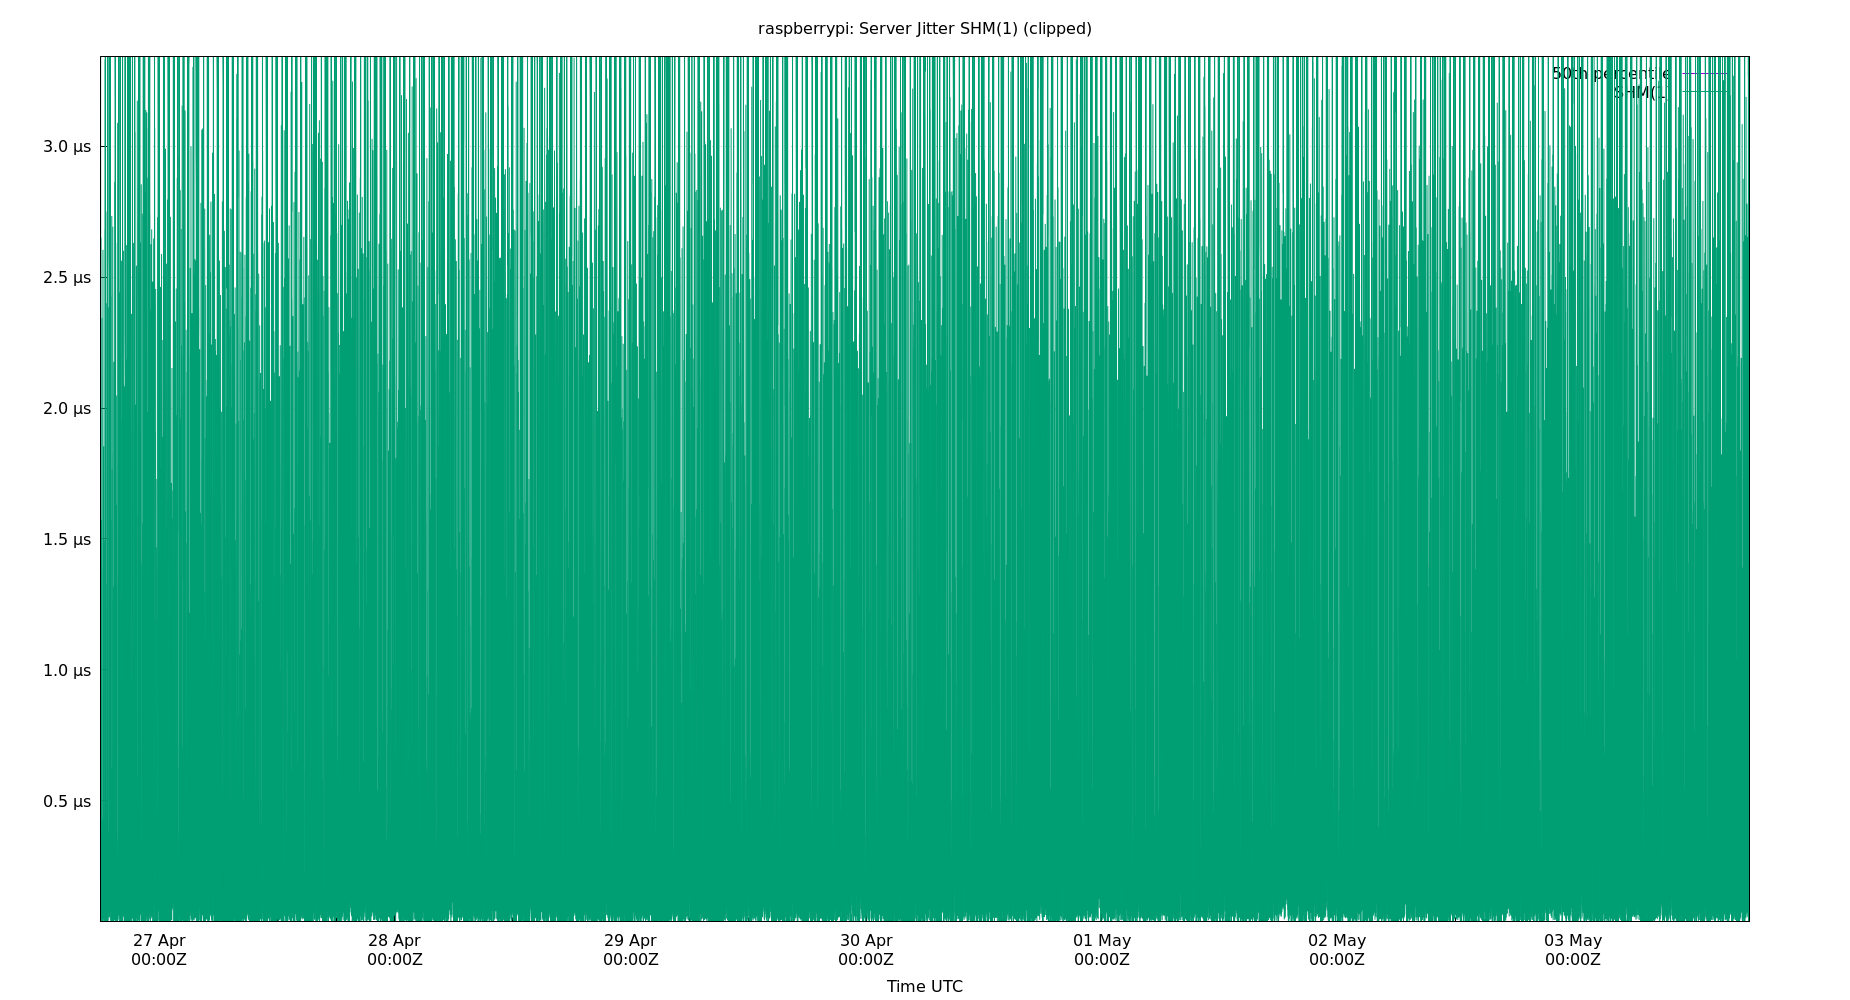 raspberrypi: Server Jitter SHM(1) (clipped)
50th percentile
SHM(1)
3.0 µs
2.5 µs
2.0 µs
1.5 µs
1.0 µs
0.5 µs
27 Apr 28 Apr 29 Apr 30 Apr 01 May 02 May 03 May
00:00Z 00:00Z 00:00Z 00:00Z 00:00Z 00:00Z 00:00Z
Time UTC